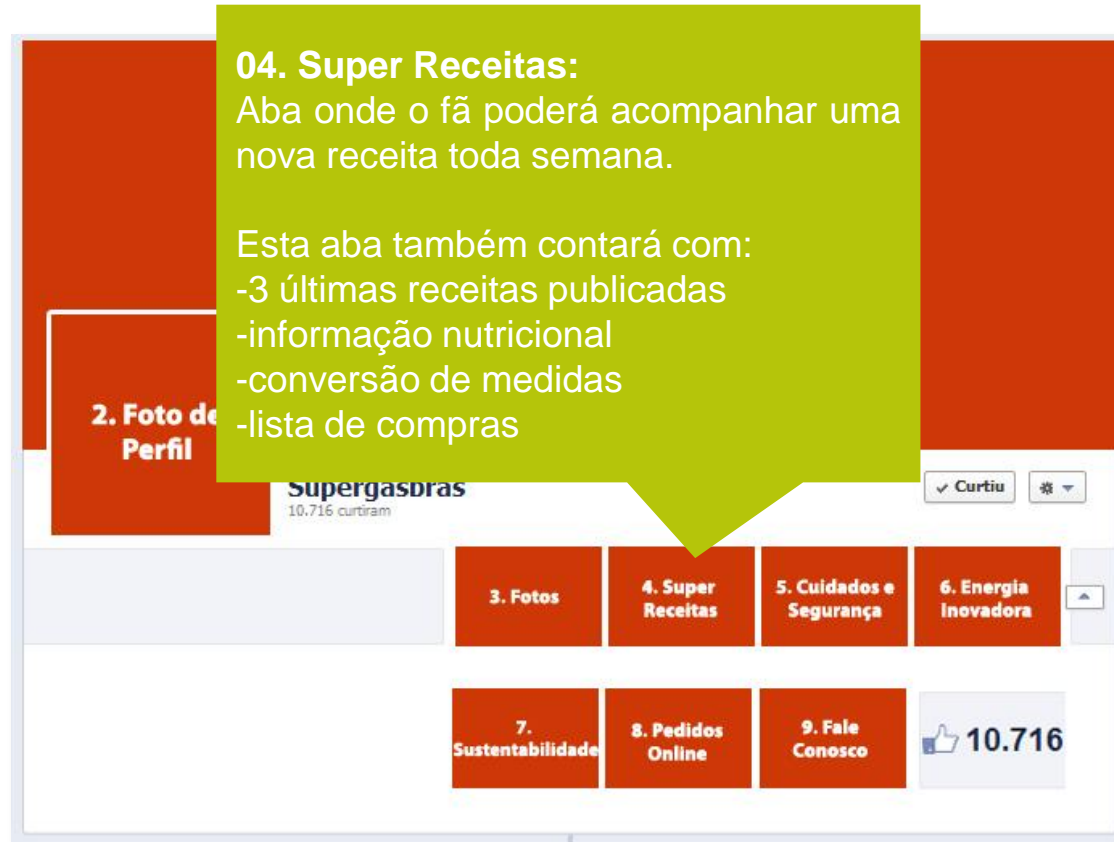 04. Super Receitas:
Aba onde o fã poderá acompanhar uma
nova receita toda semana.
Esta aba também contará com:
-3 últimas receitas publicadas
-informação nutricional
-conversão de medidas
-lista de compras
2. Foto de
Perfil
Supergasbras
10.716 curtiram
Curtiu
3. Fotos
4. Super
Receitas
5. Cuidados e
Segurança
6. Energia
Inovadora
7.
Sustentabilidade
8. Pedidos
Online
9. Fale
Conosco
10.716